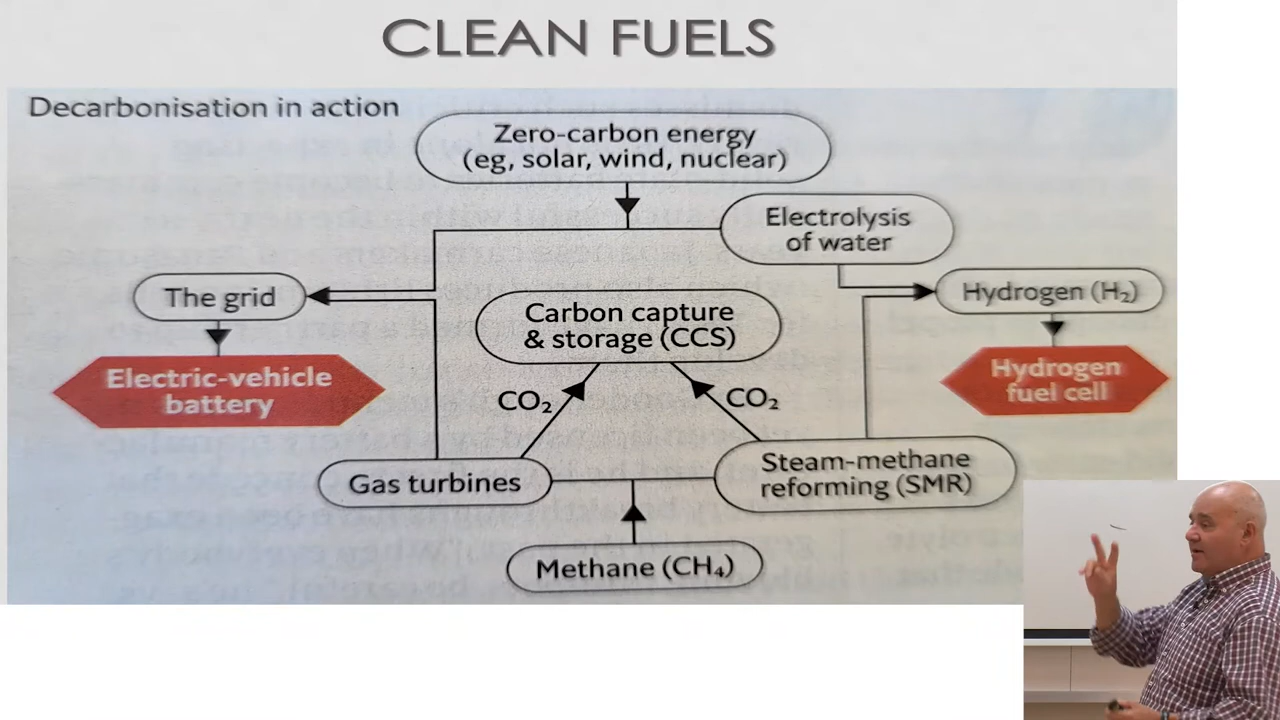 CLEAN FUELS
Decarbonisation in action
Zero-carbon energy
(eg, solar, wind, nuclear)
Electrolysis
of water
The grid
Hydrogen (H₂)
Carbon capture
& storage (CCS)
Electric-vehicle
battery
Hydrogen
fuel cell
CO₂
CO₂
Gas turbines
Steam-methane
reforming (SMR)
Methane (CH₄)